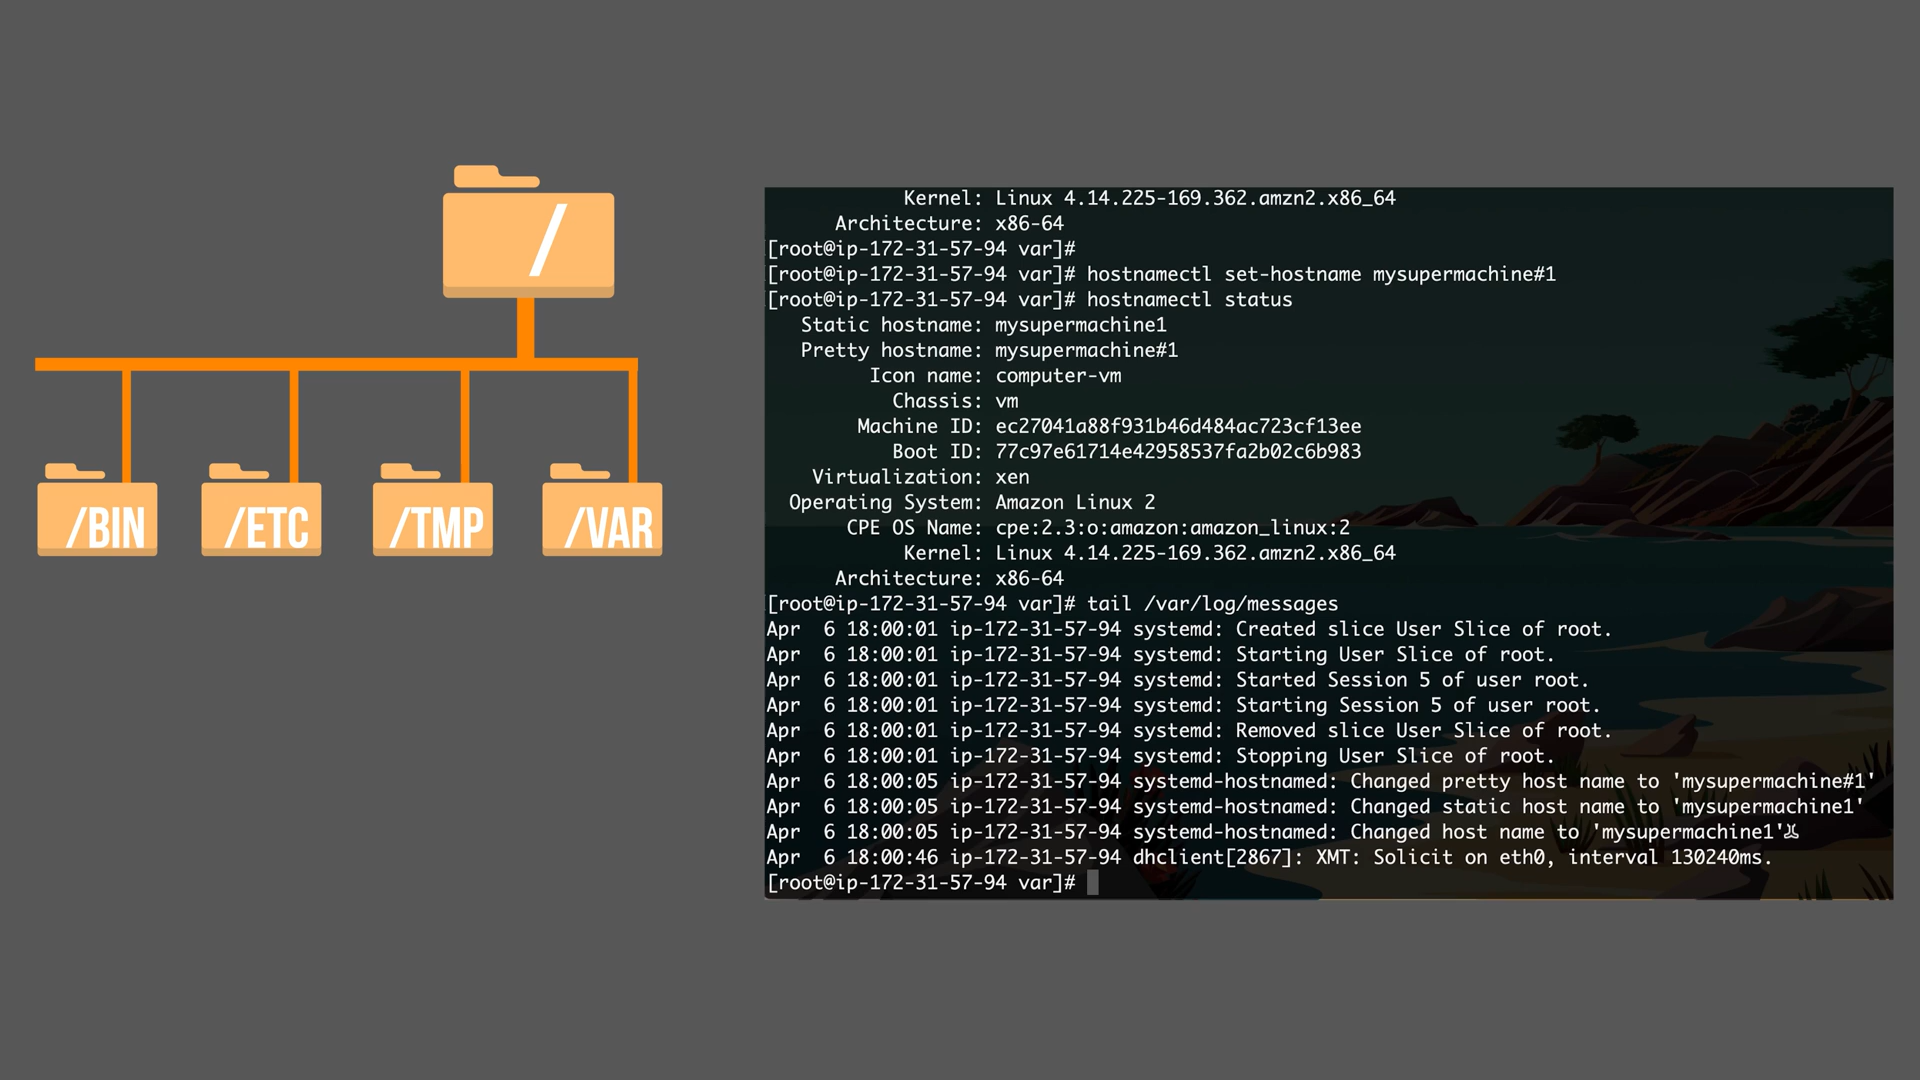 /
/BIN
/ETC
/TMP
/VAR
Kernel: Linux 4.14.225-169.362.amzn2.x86_64
Architecture: x86-64
[root@ip-172-31-57-94 var]#
[root@ip-172-31-57-94 var]# hostnamectl set-hostname mysupermachine#1
[root@ip-172-31-57-94 var]# hostnamectl status
Static hostname: mysupermachine1
Pretty hostname: mysupermachine#1
Icon name: computer-vm
Chassis: vm
Machine ID: ec27041a88f931b46d484ac723cf13ee
Boot ID: 77c97e61714e42958537fa2b02c6b983
Virtualization: xen
Operating System: Amazon Linux 2
CPE OS Name: cpe:2.3:o:amazon:amazon_linux:2
Kernel: Linux 4.14.225-169.362.amzn2.x86_64
Architecture: x86-64
[root@ip-172-31-57-94 var]# tail /var/log/messages
Apr  6 18:00:01 ip-172-31-57-94 systemd: Created slice User Slice of root.
Apr  6 18:00:01 ip-172-31-57-94 systemd: Starting User Slice of root.
Apr  6 18:00:01 ip-172-31-57-94 systemd: Started Session 5 of user root.
Apr  6 18:00:01 ip-172-31-57-94 systemd: Starting Session 5 of user root.
Apr  6 18:00:01 ip-172-31-57-94 systemd: Removed slice User Slice of root.
Apr  6 18:00:01 ip-172-31-57-94 systemd: Stopping User Slice of root.
Apr  6 18:00:05 ip-172-31-57-94 systemd-hostnamed: Changed pretty host name to 'mysupermachine#1'
Apr  6 18:00:05 ip-172-31-57-94 systemd-hostnamed: Changed static host name to 'mysupermachine1'
Apr  6 18:00:05 ip-172-31-57-94 systemd-hostnamed: Changed host name to 'mysupermachine1'
Apr  6 18:00:46 ip-172-31-57-94 dhclient[2867]: XMT: Solicit on eth0, interval 130240ms.
[root@ip-172-31-57-94 var]#